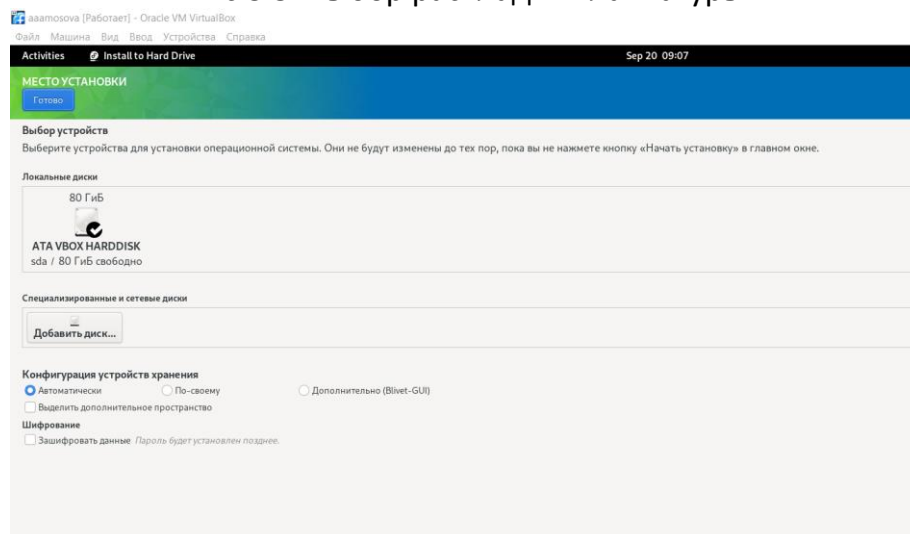 aaamosova [Работает] - Oracle VM VirtualBox
Файл Машина Вид Ввод Устройства Справка
Activities Install to Hard Drive Sep 20 09:07
МЕСТО УСТАНОВКИ
Готово
Выбор устройств
Выберите устройства для установки операционной системы. Они не будут изменены до тех пор, пока вы не нажмете кнопку «Начать установку» в главном окне.
Локальные диски
80 ГиБ
ATA VBOX HARDDISK
sda / 80 ГиБ свободно
Специализированные и сетевые диски
Добавить диск...
Конфигурация устройств хранения
Автоматически По-своему Дополнительно (Blivet-GUI)
Выделить дополнительное пространство
Шифрование
Зашифровать данные Пароль будет установлен позднее.